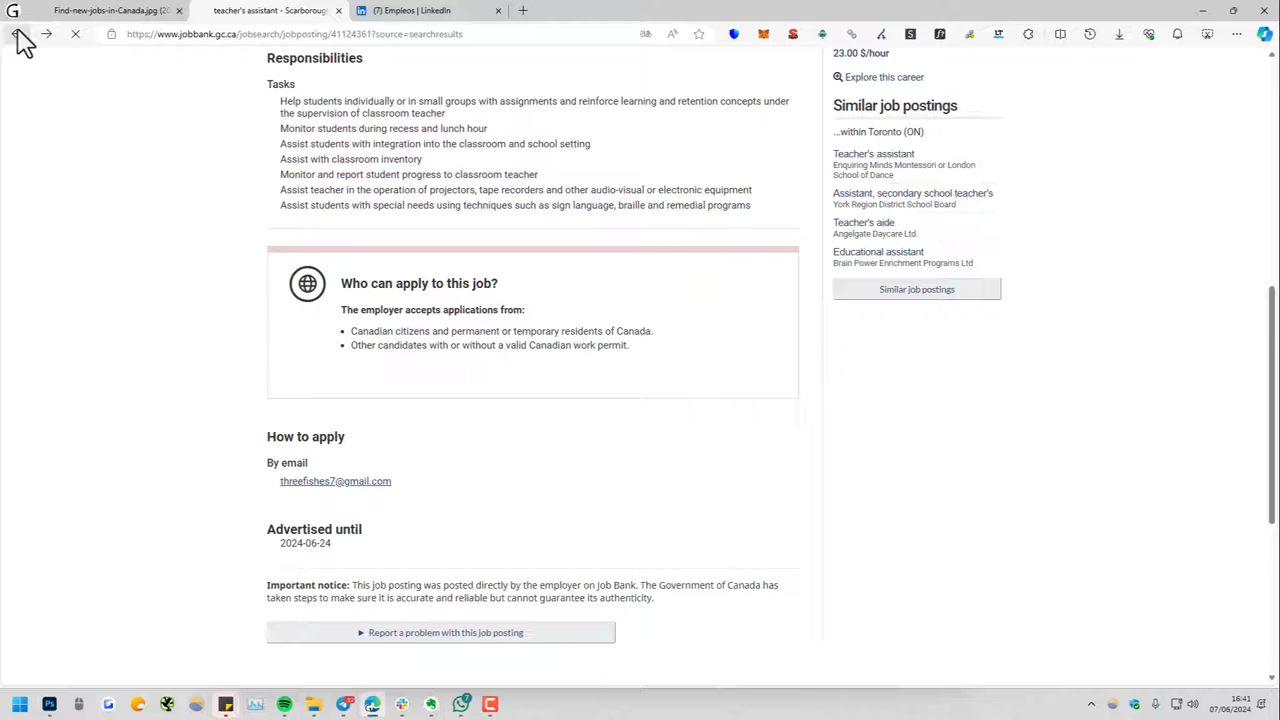 Find-new-jobs-in-Canada.jpg (20
teacher's assistant - Scarborough
(7) Empleos | LinkedIn
https://www.jobbank.gc.ca/jobsearch/jobposting/41124361?source=searchresults
Responsibilities
Tasks
Help students individually or in small groups with assignments and reinforce learning and retention concepts under
the supervision of classroom teacher
Monitor students during recess and lunch hour
Assist students with integration into the classroom and school setting
Assist with classroom inventory
Monitor and report student progress to classroom teacher
Assist teacher in the operation of projectors, tape recorders and other audio-visual or electronic equipment
Assist students with special needs using techniques such as sign language, braille and remedial programs
Who can apply to this job?
The employer accepts applications from:
• Canadian citizens and permanent or temporary residents of Canada.
• Other candidates with or without a valid Canadian work permit.
How to apply
By email
threefishes7@gmail.com
Advertised until
2024-06-24
Important notice: This job posting was posted directly by the employer on Job Bank. The Government of Canada has
taken steps to make sure it is accurate and reliable but cannot guarantee its authenticity.
Report a problem with this job posting
23.00 $/hour
Explore this career
Similar job postings
...within Toronto (ON)
Teacher's assistant
Enquiring Minds Montessori or London
School of Dance
Assistant, secondary school teacher's
York Region District School Board
Teacher's aide
Angelgate Daycare Ltd.
Educational assistant
Brain Power Enrichment Programs Ltd
Similar job postings
16:41
07/06/2024